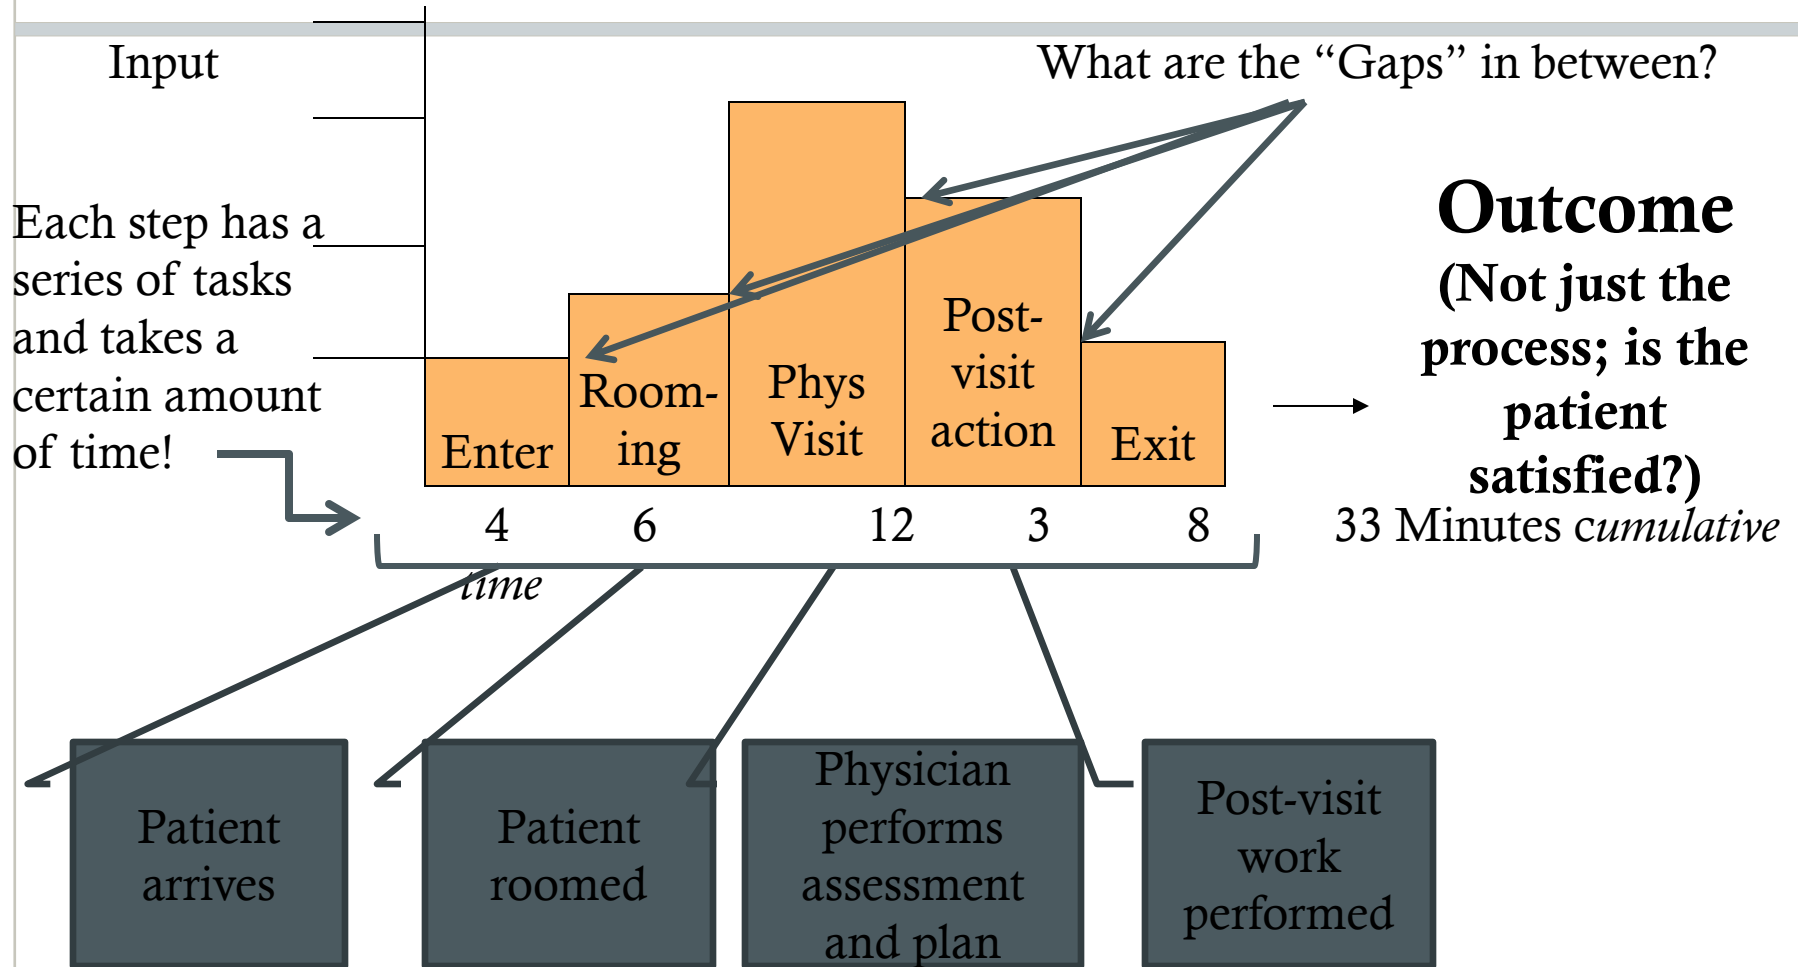 Input
What are the “Gaps” in between?
Each step has a
series of tasks
and takes a
certain amount
of time!
Enter
Room-
ing
Phys
Visit
Post-
visit
action
Exit
Outcome
(Not just the
process; is the
patient
satisfied?)
4 6 12 3 8 33 Minutes cumulative
time
Patient
arrives
Patient
roomed
Physician
performs
assessment
and plan
Post-visit
work
performed